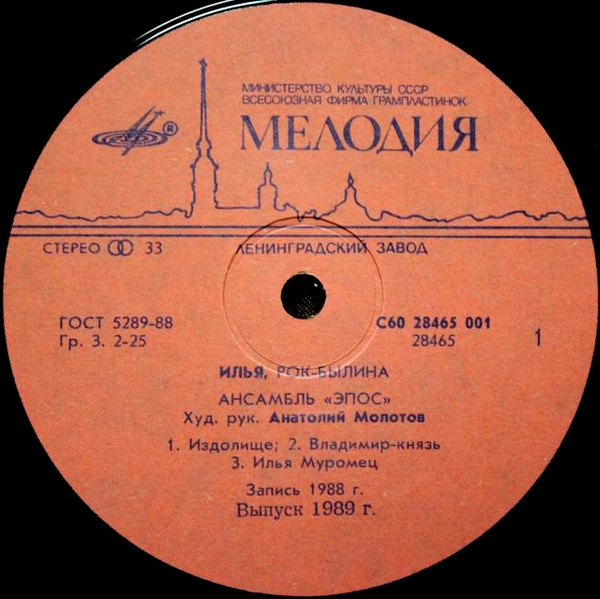 МИНИСТЕРСТВО КУЛЬТУРЫ СССР
ВСЕСОЮЗНАЯ ФИРМА ГРАМПЛАСТИНОК
МЕЛОДИЯ
®
СТЕРЕО 33 ЛЕНИНГРАДСКИЙ ЗАВОД
ГОСТ 5289-88 С60 28465 001
Гр. 3. 2-25 28465 1
ИЛЬЯ, РОК-БЫЛИНА
АНСАМБЛЬ «ЭПОС»
Худ. рук. Анатолий Молотов
1. Издолище; 2. Владимир-князь
3. Илья Муромец
Запись 1988 г.
Выпуск 1989 г.